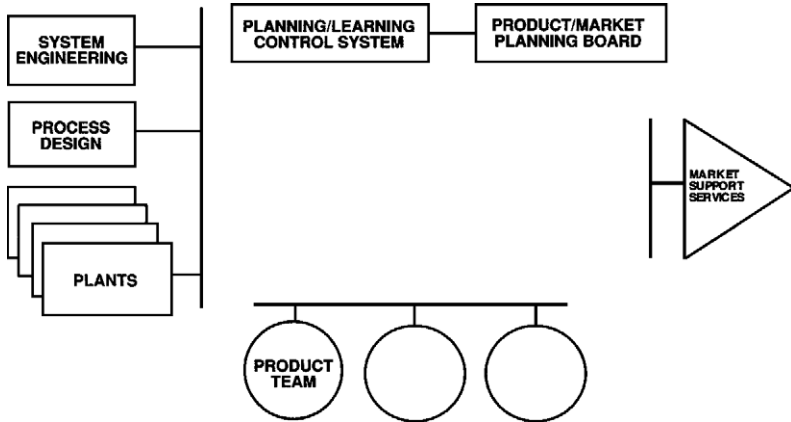 SYSTEM
ENGINEERING
PLANNING/LEARNING
CONTROL SYSTEM
PRODUCT/MARKET
PLANNING BOARD
PROCESS
DESIGN
MARKET
SUPPORT
SERVICES
PLANTS
PRODUCT
TEAM